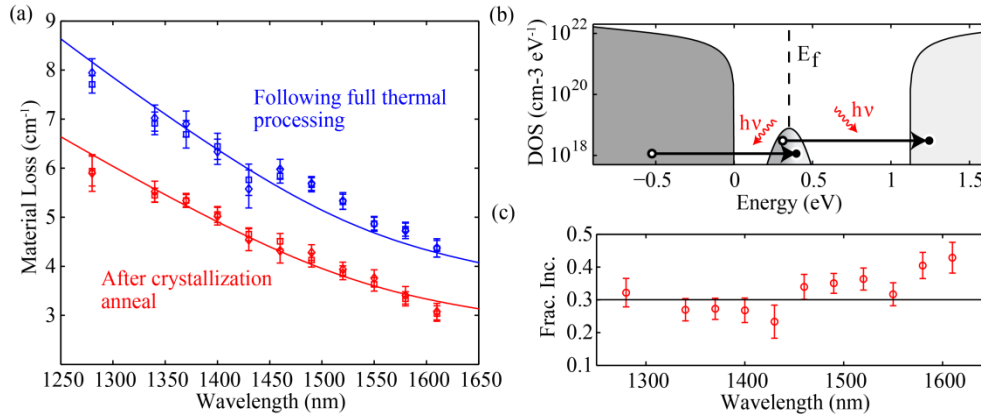 (a)
9
8
7
6
5
4
3
2
Material Loss (cm⁻¹)
Following full thermal
processing
After crystallization
anneal
1250 1300 1350 1400 1450 1500 1550 1600 1650
Wavelength (nm)
(b)
DOS (cm-3 eV⁻¹)
10²²
10²⁰
10¹⁸
E_f
hν
hν
−0.5 0 0.5 1 1.5
Energy (eV)
(c)
Frac. Inc.
0.5
0.4
0.3
0.2
0.1
1300 1400 1500 1600
Wavelength (nm)